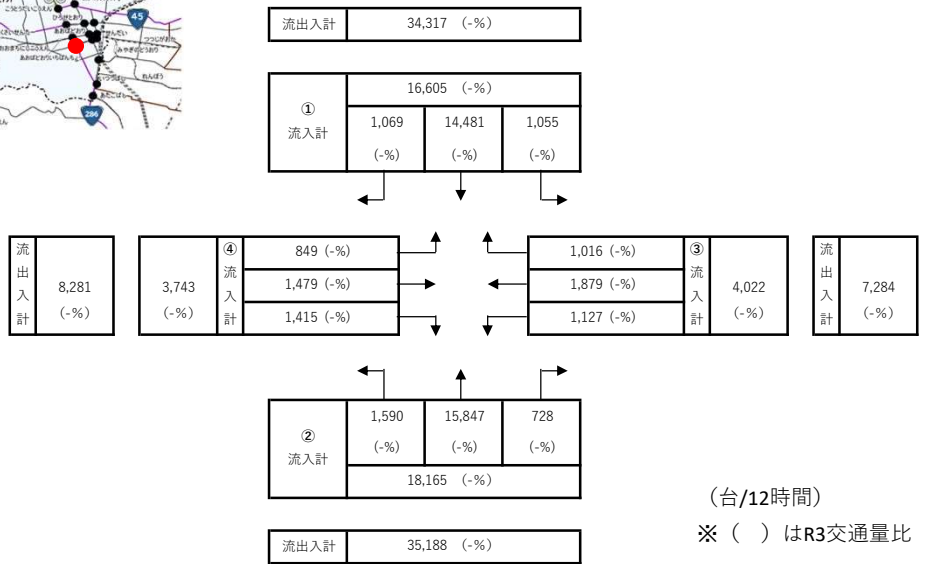 45
286
流出入計 34,317 (-%)
① 流入計
16,605 (-%)
1,069 14,481 1,055
(-%) (-%) (-%)
流出入計 8,281 (-%)
3,743 (-%)
④ 流入計
849 (-%)
1,479 (-%)
1,415 (-%)
1,016 (-%)
1,879 (-%)
1,127 (-%)
③ 流入計
4,022 (-%)
流出入計 7,284 (-%)
② 流入計
1,590 15,847 728
(-%) (-%) (-%)
18,165 (-%)
流出入計 35,188 (-%)
（台/12時間）
※（　）はR3交通量比